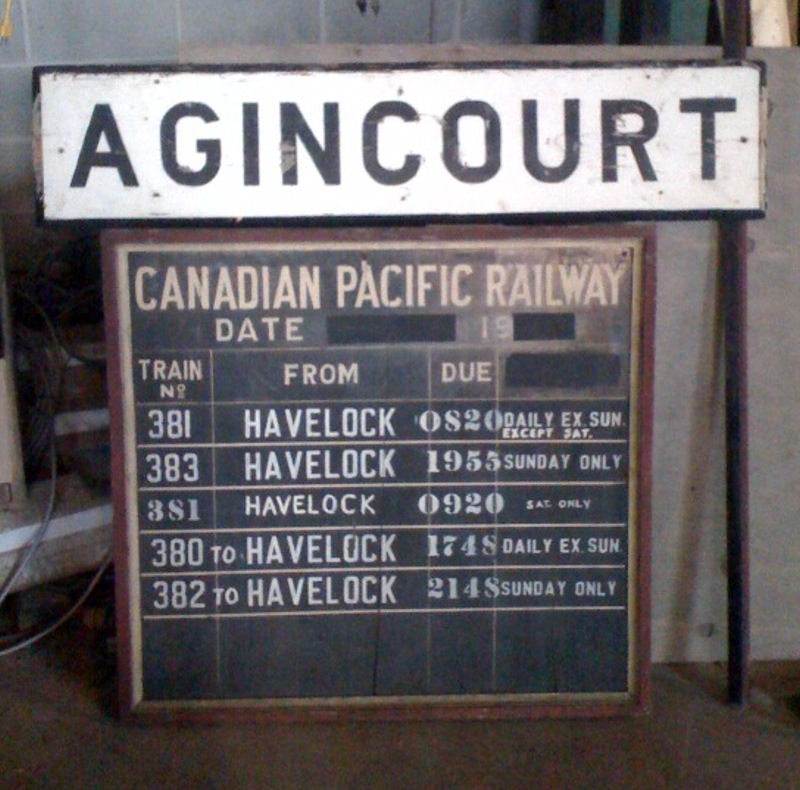 AGINCOURT
CANADIAN PACIFIC RAILWAY
DATE 19
TRAIN Nº FROM DUE
381 HAVELOCK 0820 DAILY EX. SUN.
EXCEPT SAT.
383 HAVELOCK 1955 SUNDAY ONLY
381 HAVELOCK 0920 SAT. ONLY
380 TO HAVELOCK 1748 DAILY EX. SUN.
382 TO HAVELOCK 2148 SUNDAY ONLY